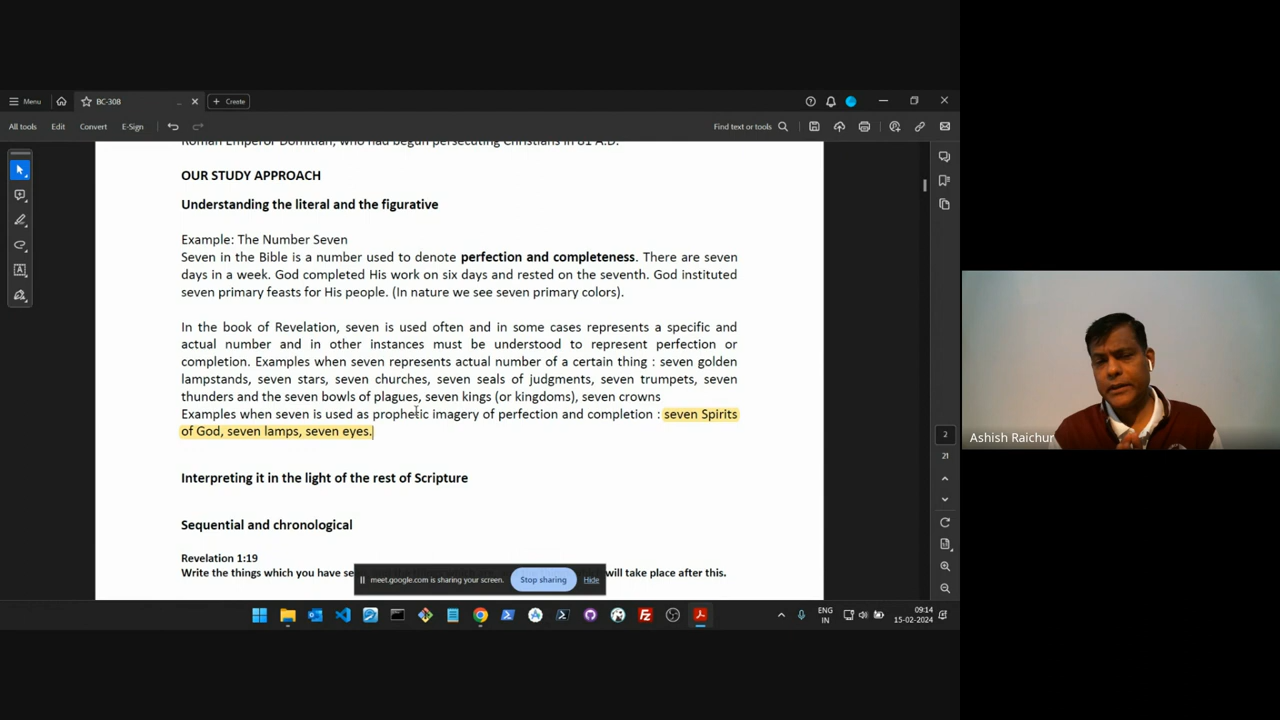 Menu
BC-308
Create
All tools
Edit
Convert
E-Sign
Find text or tools
Roman Emperor Domitian, who had begun persecuting Christians in 81 A.D.
OUR STUDY APPROACH
Understanding the literal and the figurative
Example: The Number Seven
Seven in the Bible is a number used to denote perfection and completeness. There are seven
days in a week. God completed His work on six days and rested on the seventh. God instituted
seven primary feasts for His people. (In nature we see seven primary colors).
In the book of Revelation, seven is used often and in some cases represents a specific and
actual number and in other instances must be understood to represent perfection or
completion. Examples when seven represents actual number of a certain thing : seven golden
lampstands, seven stars, seven churches, seven seals of judgments, seven trumpets, seven
thunders and the seven bowls of plagues, seven kings (or kingdoms), seven crowns
Examples when seven is used as prophetic imagery of perfection and completion : seven Spirits
of God, seven lamps, seven eyes.
Interpreting it in the light of the rest of Scripture
Sequential and chronological
Revelation 1:19
Write the things which you have se
will take place after this.
meet.google.com is sharing your screen.
Stop sharing
Hide
2
21
Ashish Raichur
ENG
IN
09:14
15-02-2024